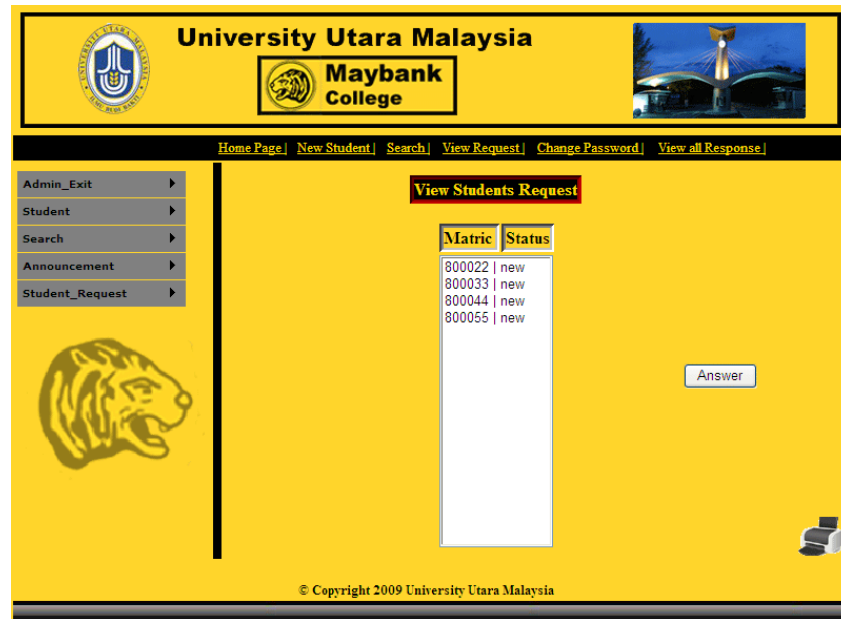 University Utara Malaysia
Maybank
College
Home Page | New Student | Search | View Request | Change Password | View all Response |
Admin_Exit
Student
Search
Announcement
Student_Request
View Students Request
Matric Status
800022 | new
800033 | new
800044 | new
800055 | new
Answer
© Copyright 2009 University Utara Malaysia